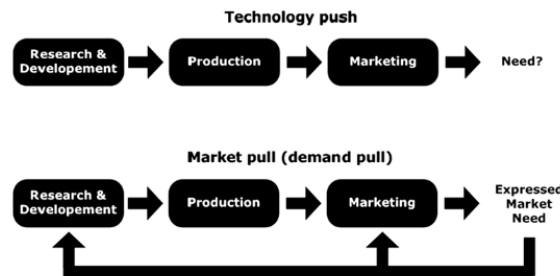 Technology push
Research &
Developement
Production
Marketing
Need?
Market pull (demand pull)
Research &
Developement
Production
Marketing
Expressed
Market
Need